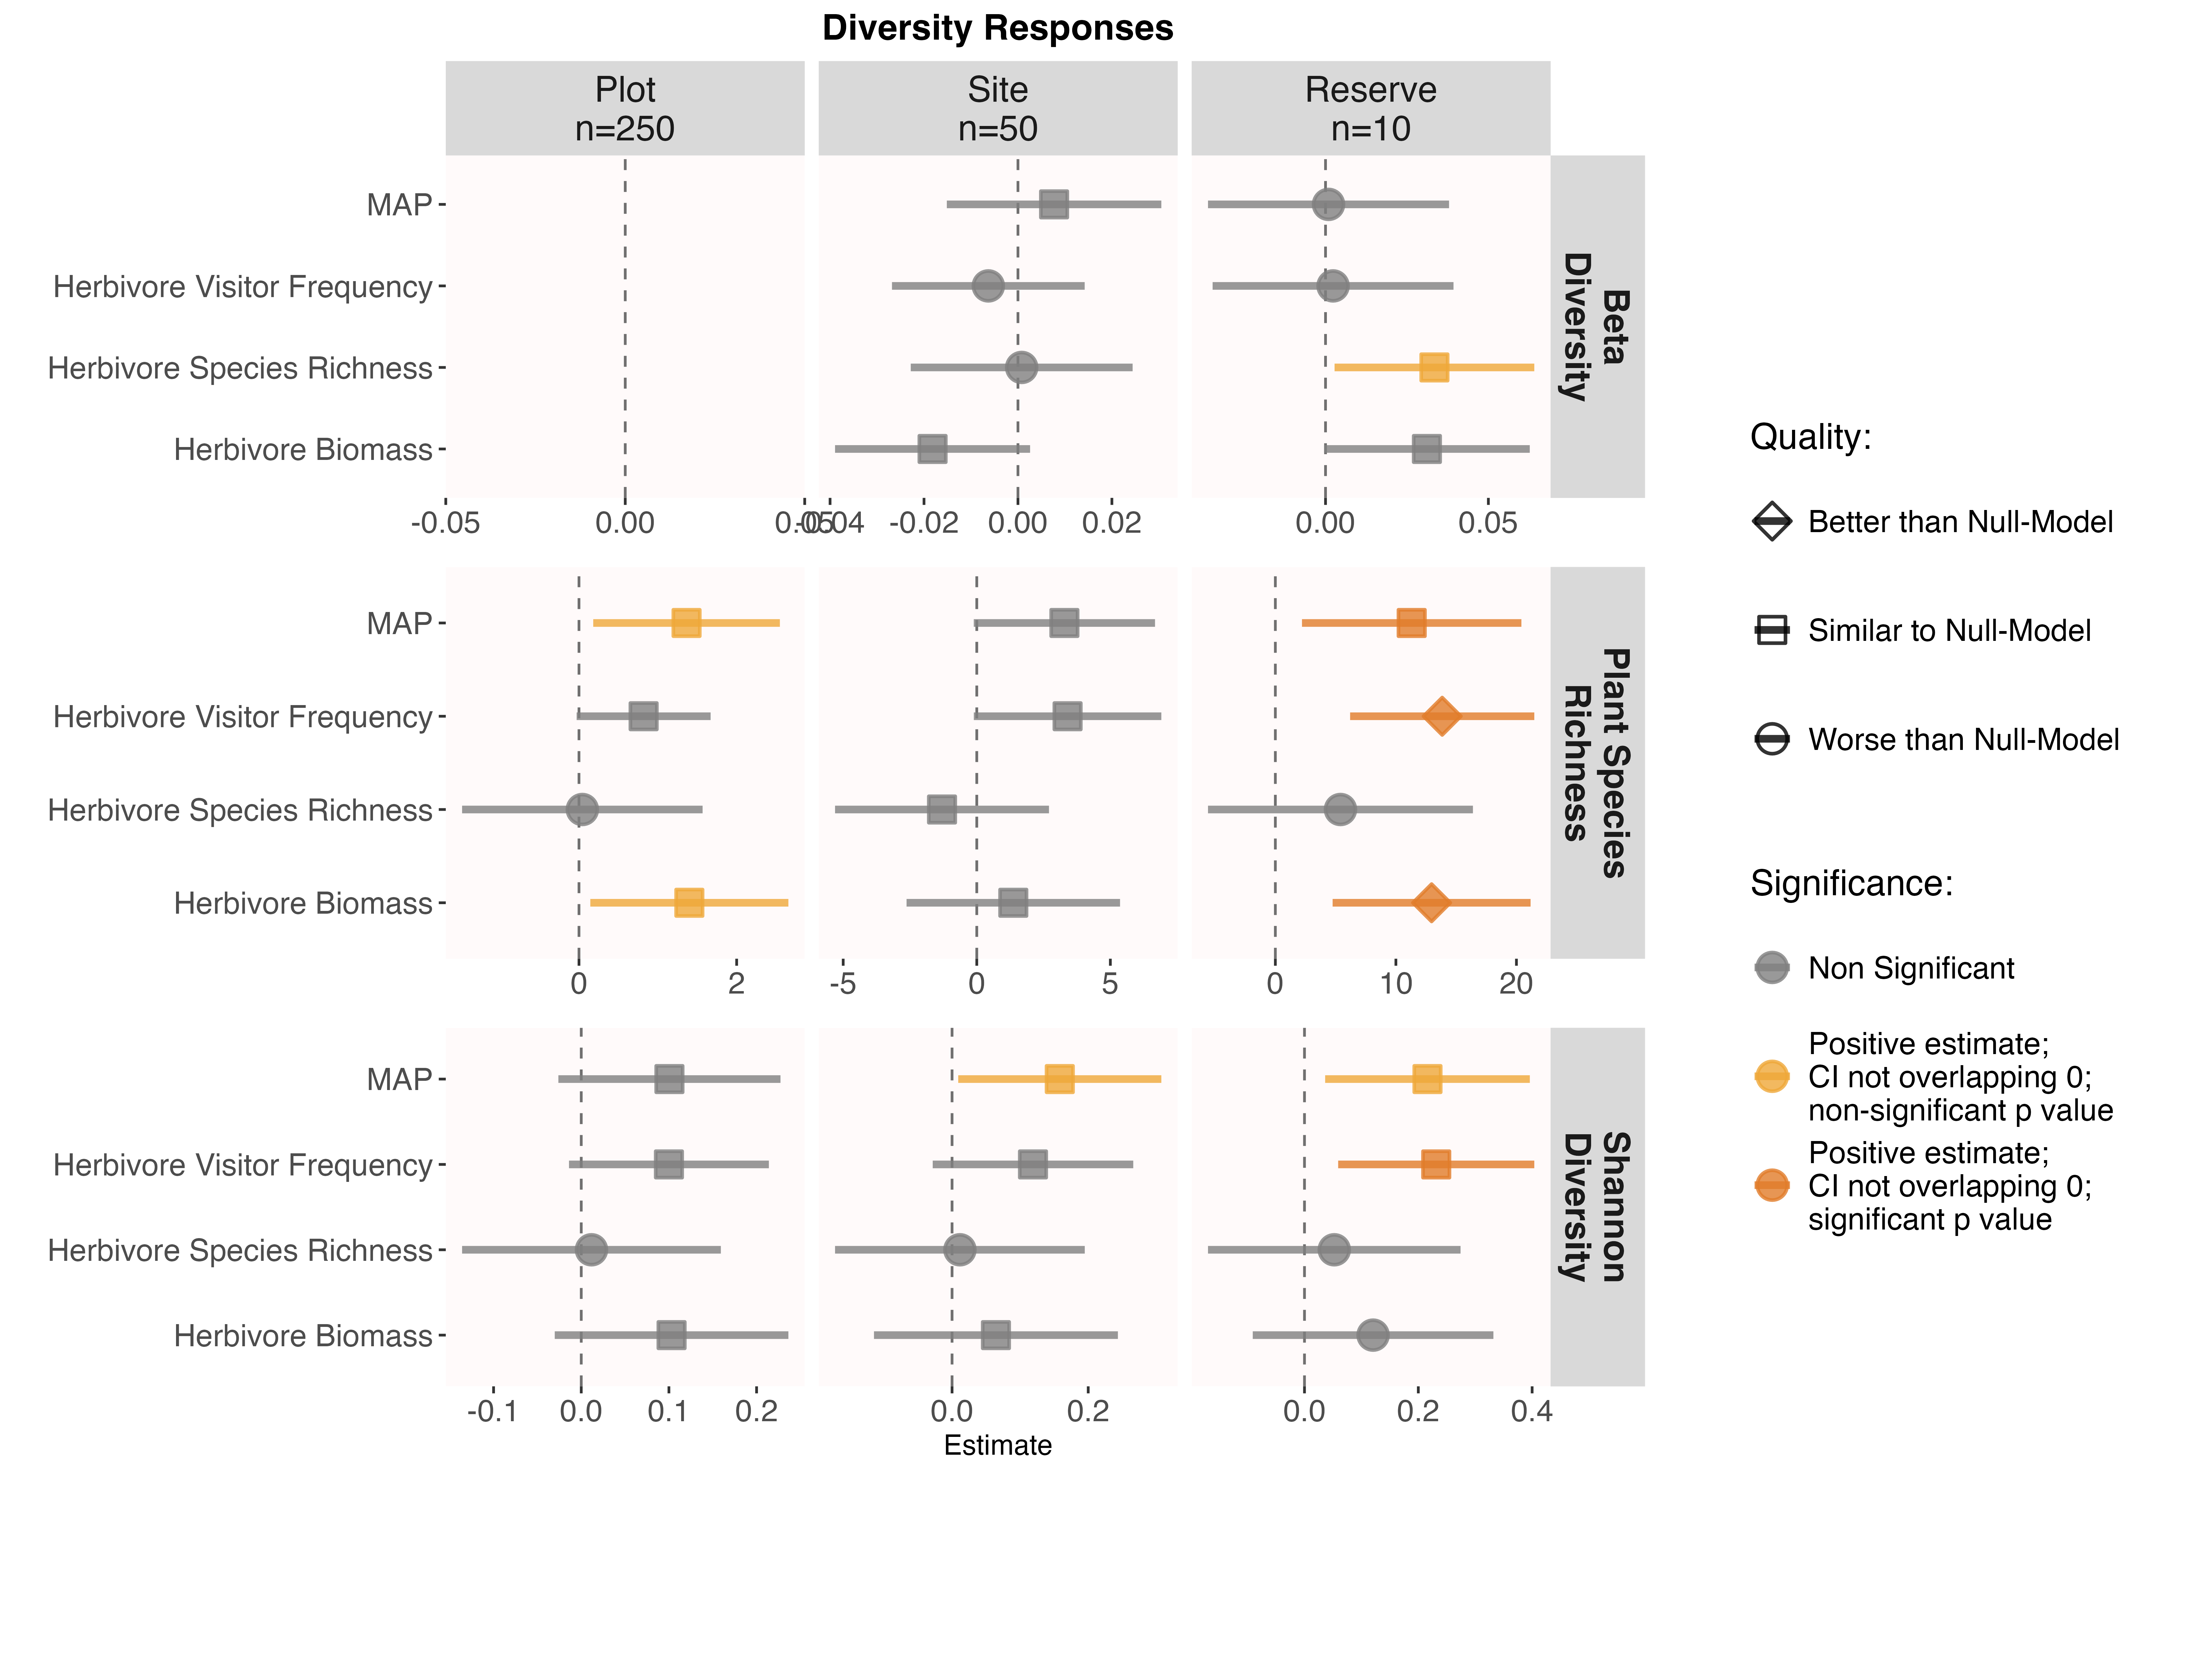 Diversity Responses
Plot
n=250
Site
n=50
Reserve
n=10
MAP
Herbivore Visitor Frequency
Herbivore Species Richness
Herbivore Biomass
Beta
Diversity
-0.05 0.00 0.05
-0.04 -0.02 0.00 0.02
0.00 0.05
MAP
Herbivore Visitor Frequency
Herbivore Species Richness
Herbivore Biomass
Plant Species
Richness
0 2
-5 0 5
0 10 20
MAP
Herbivore Visitor Frequency
Herbivore Species Richness
Herbivore Biomass
Shannon
Diversity
-0.1 0.0 0.1 0.2
0.0 0.2
0.0 0.2 0.4
Estimate
Quality:
Better than Null-Model
Similar to Null-Model
Worse than Null-Model
Significance:
Non Significant
Positive estimate;
CI not overlapping 0;
non-significant p value
Positive estimate;
CI not overlapping 0;
significant p value